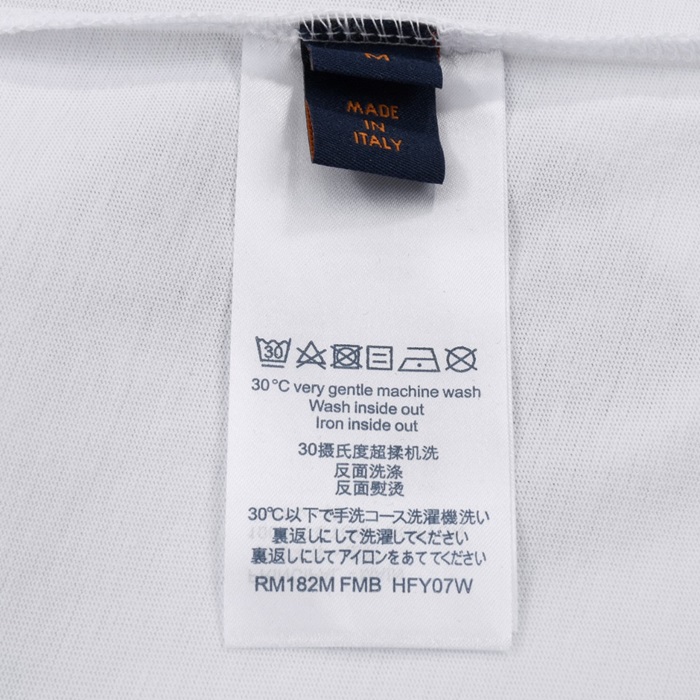 M
MADE
IN
ITALY
30
30°C very gentle machine wash
Wash inside out
Iron inside out
30摄氏度超揉机洗
反面洗涤
反面熨烫
30℃以下で手洗コース洗濯機洗い
裏返しにして洗濯してください
裏返しにしてアイロンをあててください
RM182M FMB HFY07W